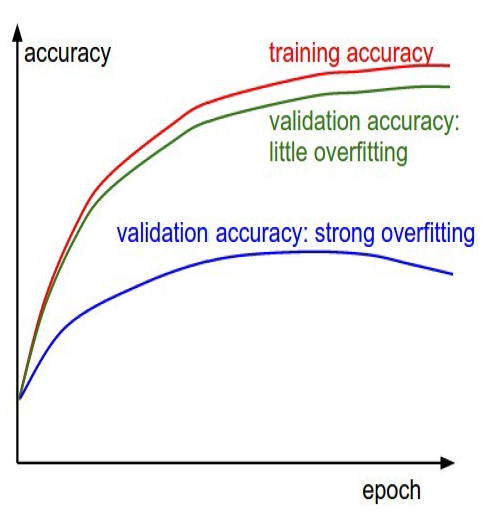 accuracy
training accuracy
validation accuracy:
little overfitting
validation accuracy: strong overfitting
epoch